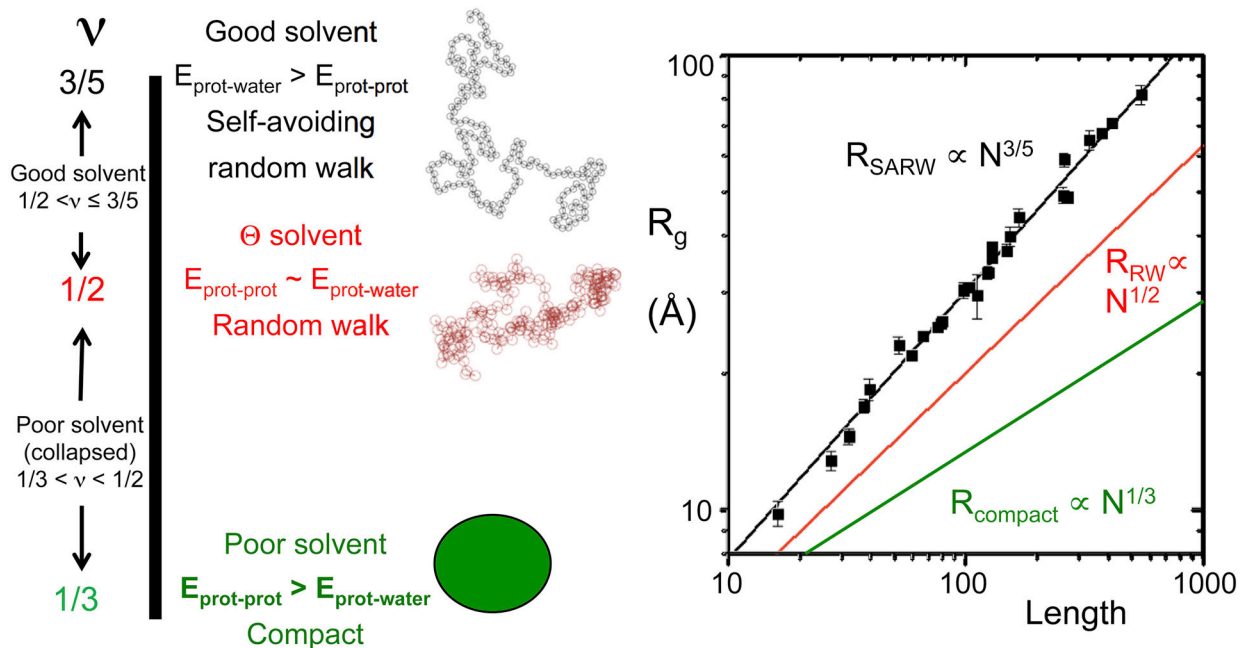 ν
3/5
Good solvent
1/2 <ν ≤ 3/5
1/2
Poor solvent
(collapsed)
1/3 < ν < 1/2
1/3
Good solvent
E_prot-water > E_prot-prot
Self-avoiding
random walk
Θ solvent
E_prot-prot ~ E_prot-water
Random walk
Poor solvent
E_prot-prot > E_prot-water
Compact
100
R_g
(Å)
10
R_SARW ∝ N^3/5
R_RW ∝
N^1/2
R_compact ∝ N^1/3
10
100
1000
Length